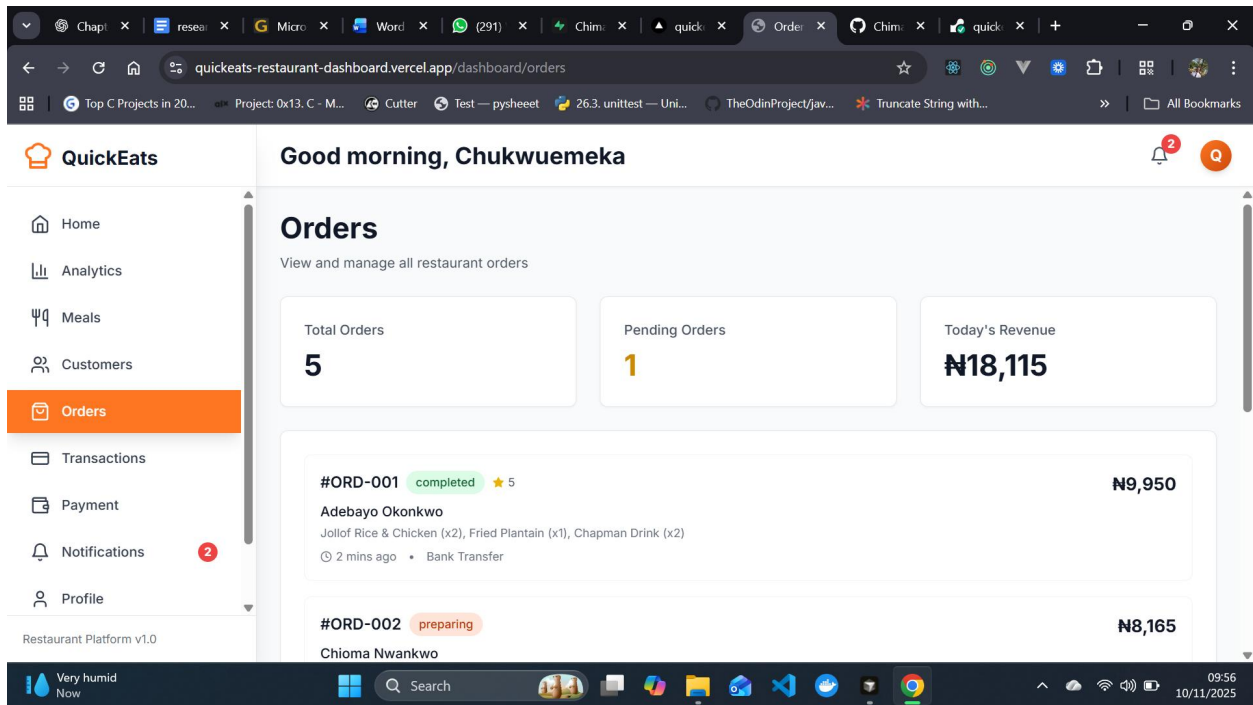 Chapt
resear
G Micro
Word
(291)
Chima
quick
Order
Chima
quick
quickeats-restaurant-dashboard.vercel.app/dashboard/orders
Top C Projects in 20...
Project: 0x13. C - M...
Cutter
Test — pysheeet
26.3. unittest — Uni...
TheOdinProject/jav...
Truncate String with...
»
All Bookmarks
QuickEats
Good morning, Chukwuemeka
2
Q
Home
Analytics
Meals
Customers
Orders
Transactions
Payment
Notifications 2
Profile
Restaurant Platform v1.0
Orders
View and manage all restaurant orders
Total Orders
5
Pending Orders
1
Today's Revenue
₦18,115
#ORD-001 completed 5
₦9,950
Adebayo Okonkwo
Jollof Rice & Chicken (x2), Fried Plantain (x1), Chapman Drink (x2)
2 mins ago • Bank Transfer
#ORD-002 preparing
₦8,165
Chioma Nwankwo
Very humid
Now
Search
09:56
10/11/2025